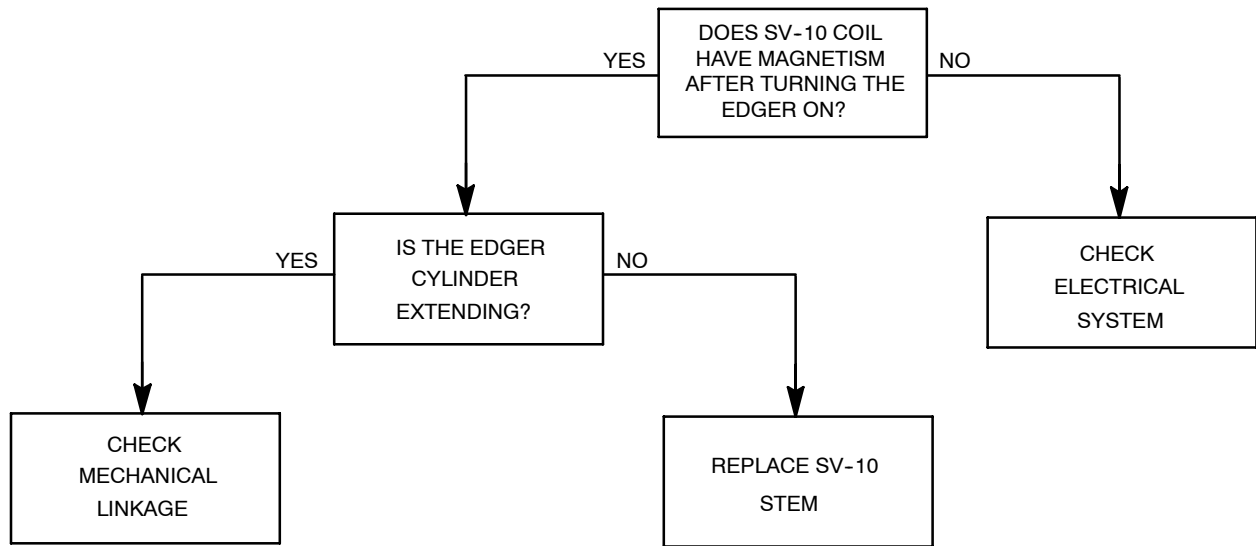 DOES SV-10 COIL
HAVE MAGNETISM
AFTER TURNING THE
EDGER ON?
YES
NO
IS THE EDGER
CYLINDER
EXTENDING?
YES
NO
CHECK
ELECTRICAL
SYSTEM
CHECK
MECHANICAL
LINKAGE
REPLACE SV-10
STEM